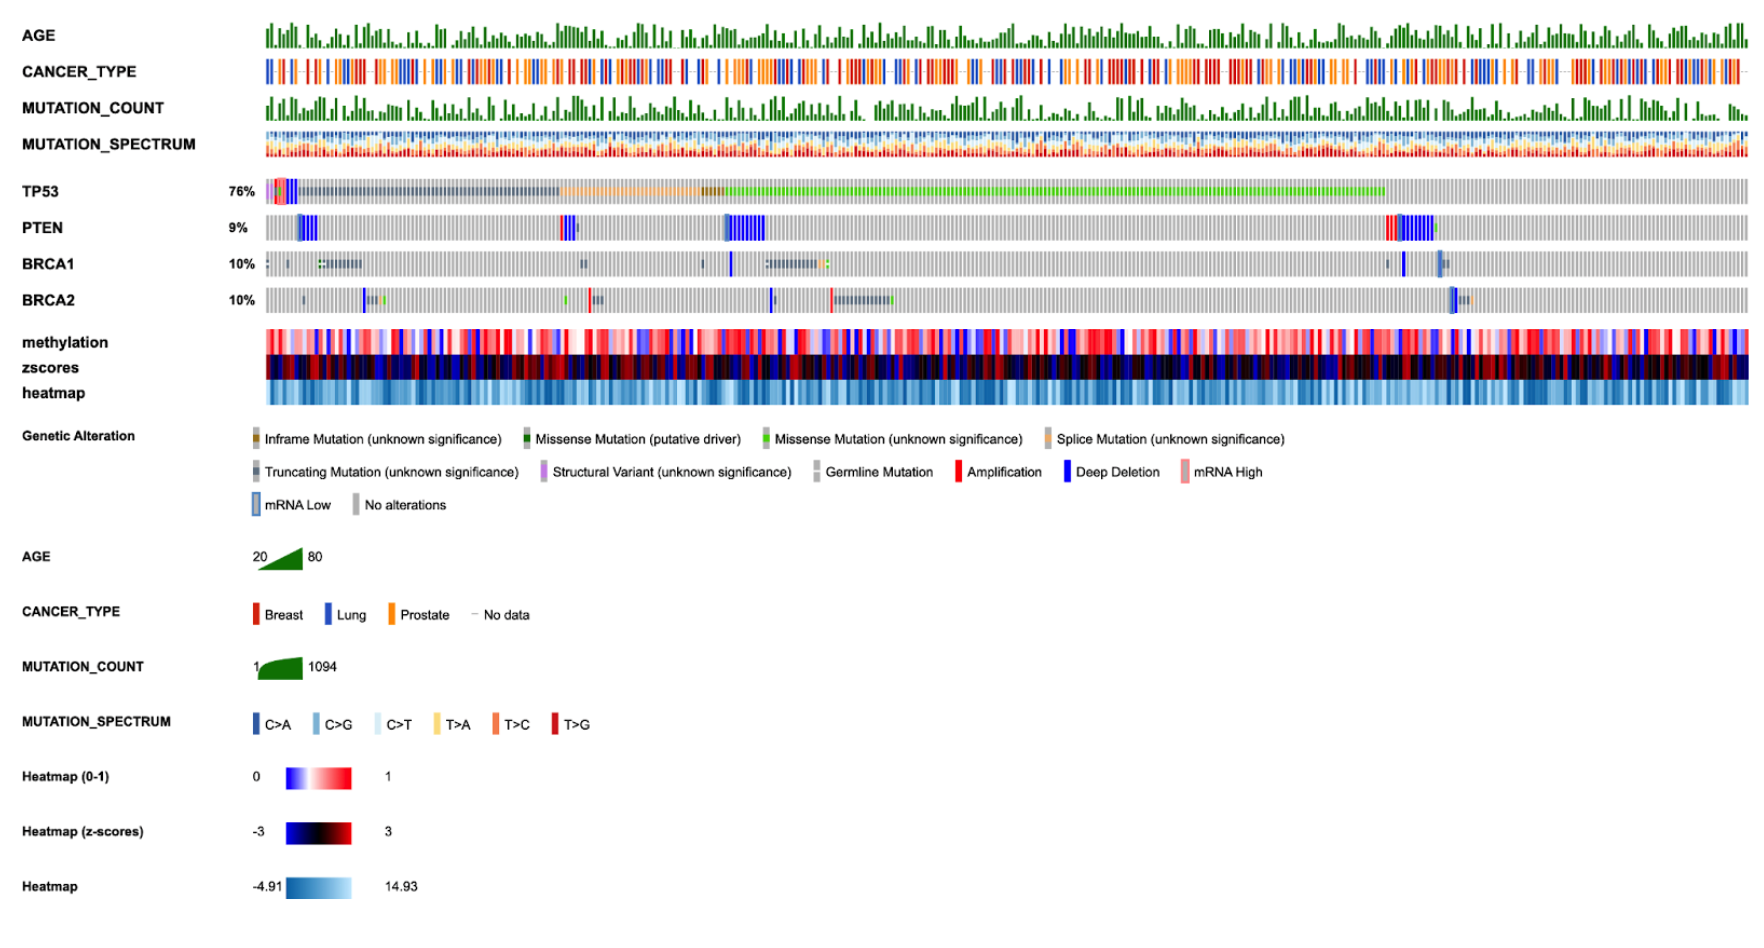 AGE
CANCER_TYPE
MUTATION_COUNT
MUTATION_SPECTRUM
TP53 76%
PTEN 9%
BRCA1 10%
BRCA2 10%
methylation
zscores
heatmap
Genetic Alteration Inframe Mutation (unknown significance) Missense Mutation (putative driver) Missense Mutation (unknown significance) Splice Mutation (unknown significance)
Truncating Mutation (unknown significance) Structural Variant (unknown significance) Germline Mutation Amplification Deep Deletion mRNA High
mRNA Low No alterations
AGE 20 80
CANCER_TYPE Breast Lung Prostate No data
MUTATION_COUNT 1 1094
MUTATION_SPECTRUM C>A C>G C>T T>A T>C T>G
Heatmap (0-1) 0 1
Heatmap (z-scores) -3 3
Heatmap -4.91 14.93